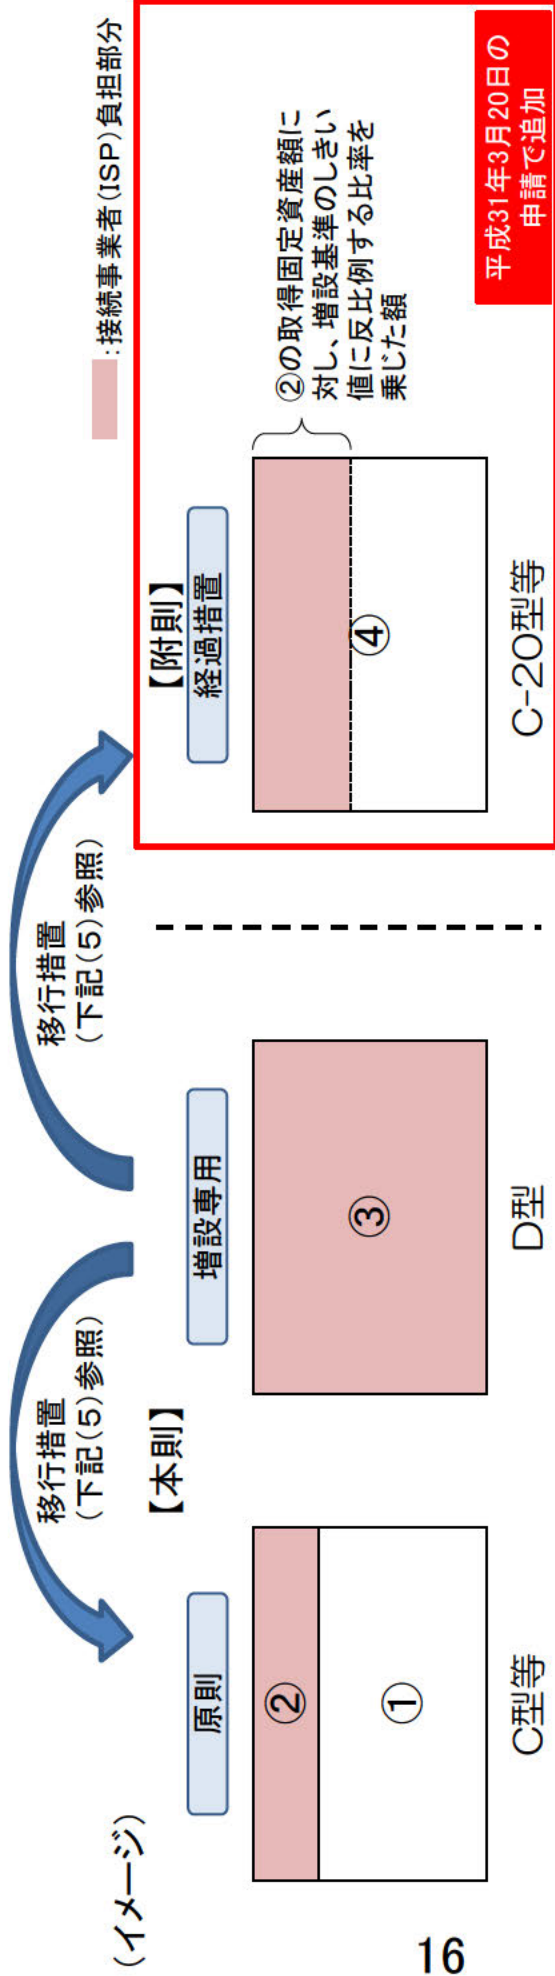 （イメージ）
:接続事業者(ISP)負担部分
移行措置
（下記(5)参照）
移行措置
（下記(5)参照）
【本則】
【附則】
原則
増設専用
経過措置
②
①
③
④
②の取得固定資産額に
対し、増設基準のしきい
値に反比例する比率を
乗じた額
C型等
D型
C-20型等
平成31年3月20日の
申請で追加
16